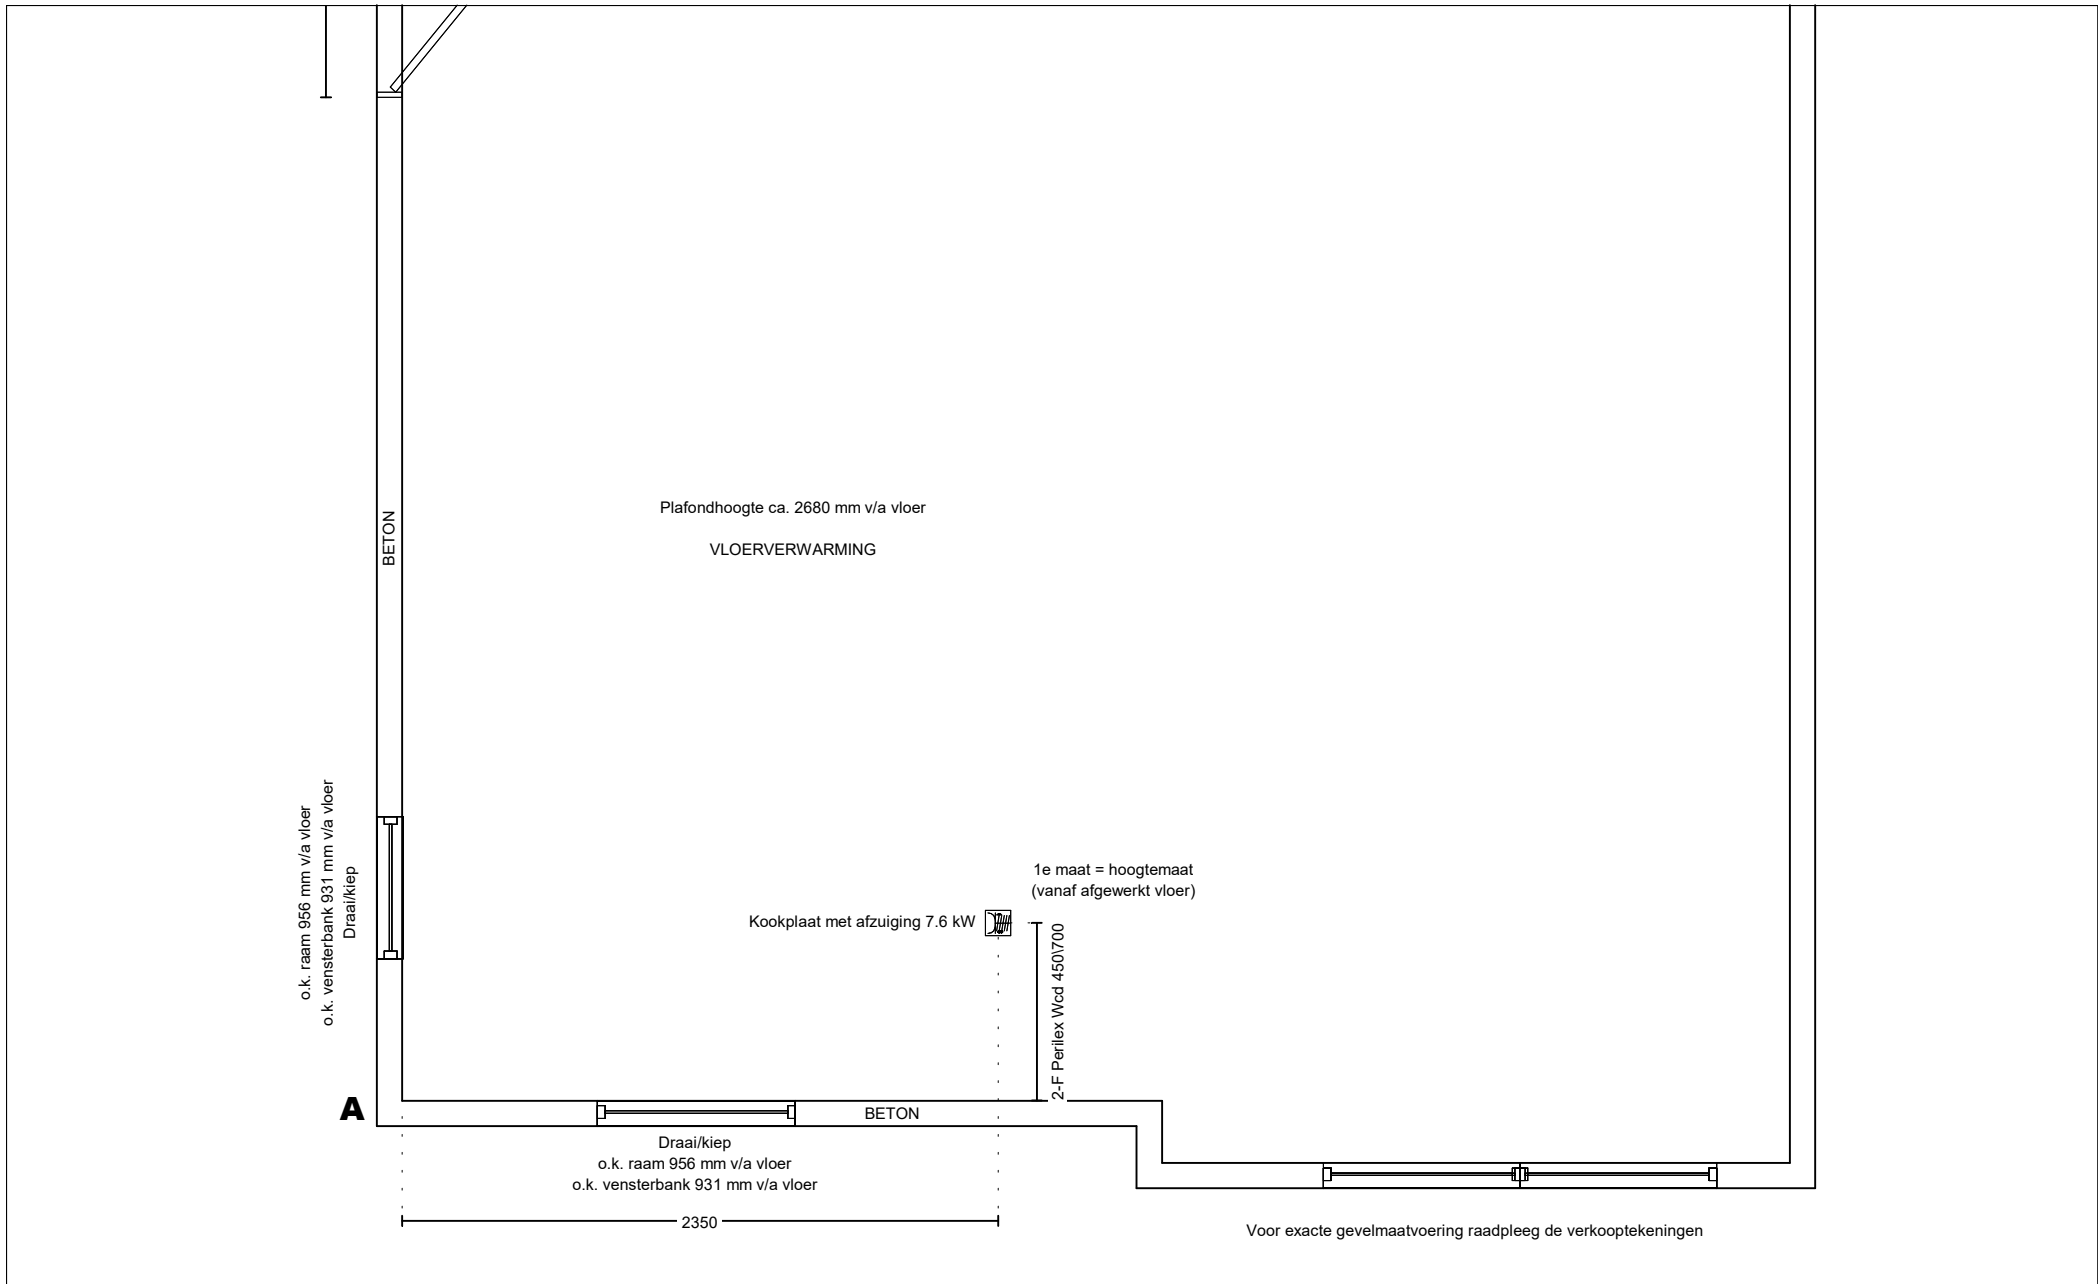 Plafondhoogte ca. 2680 mm v/a vloer
VLOERVERWARMING
BETON
o.k. raam 956 mm v/a vloer
o.k. vensterbank 931 mm v/a vloer
Draai/kiep
1e maat = hoogtemaat
(vanaf afgewerkt vloer)
Kookplaat met afzuiging 7.6 kW
2-F Perilex Wcd 450\700
A
BETON
Draai/kiep
o.k. raam 956 mm v/a vloer
o.k. vensterbank 931 mm v/a vloer
2350
Voor exacte gevelmaatvoering raadpleeg de verkooptekeningen